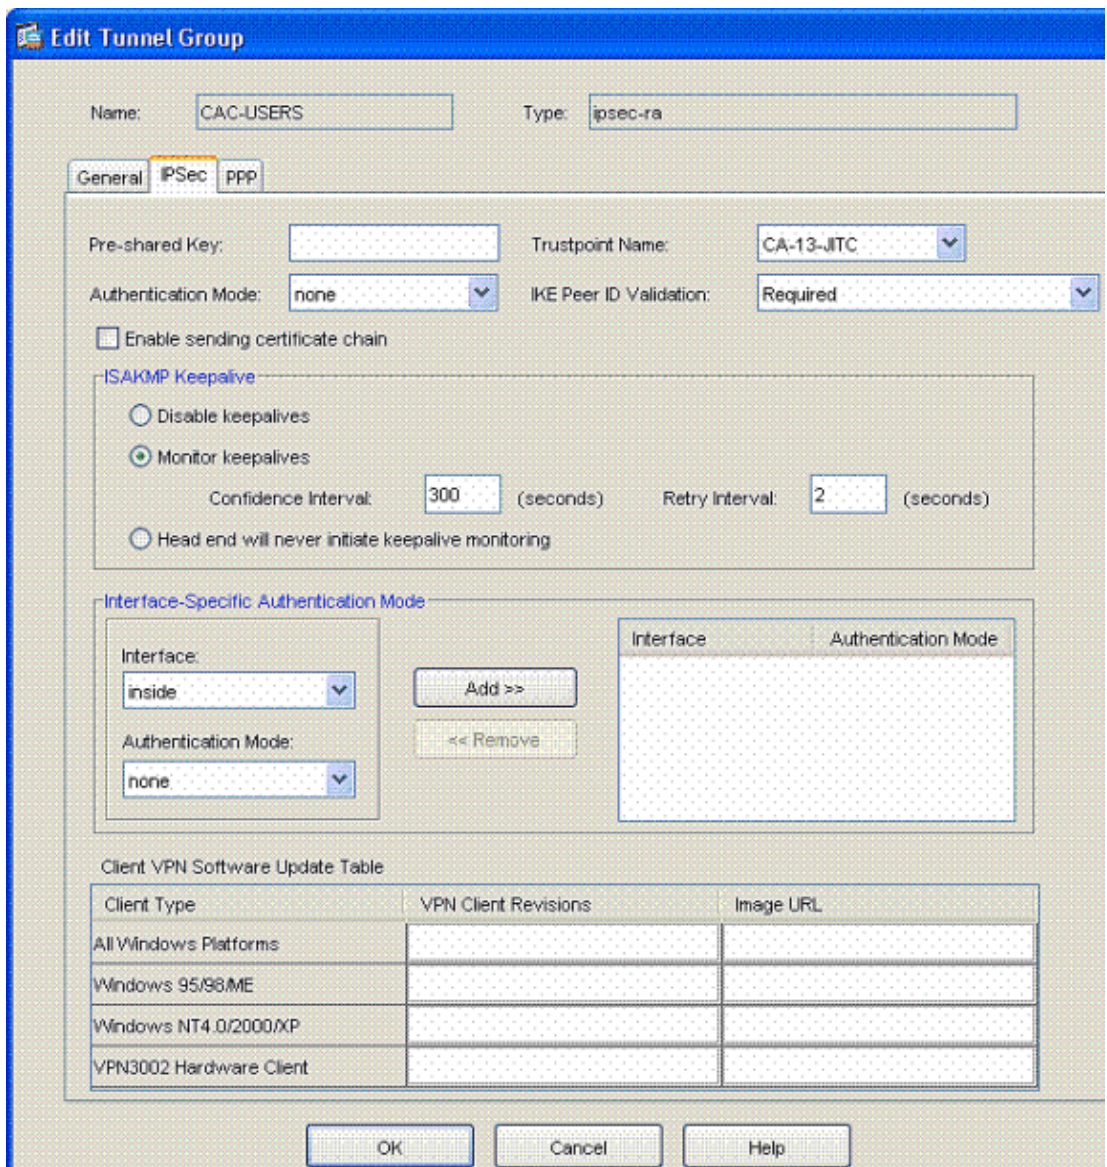 Edit Tunnel Group
Name: CAC-USERS Type: ipsec-ra
General IPSec PPP
Pre-shared Key: Trustpoint Name: CA-13-JITC
Authentication Mode: none IKE Peer ID Validation: Required
Enable sending certificate chain
ISAKMP Keepalive
Disable keepalives
Monitor keepalives
Confidence Interval: 300 (seconds) Retry Interval: 2 (seconds)
Head end will never initiate keepalive monitoring
Interface-Specific Authentication Mode
Interface:
inside
Authentication Mode:
none
Add >>
<< Remove
Interface Authentication Mode
Client VPN Software Update Table
Client Type VPN Client Revisions Image URL
All Windows Platforms
Windows 95/98/ME
Windows NT4.0/2000/XP
VPN3002 Hardware Client
OK Cancel Help